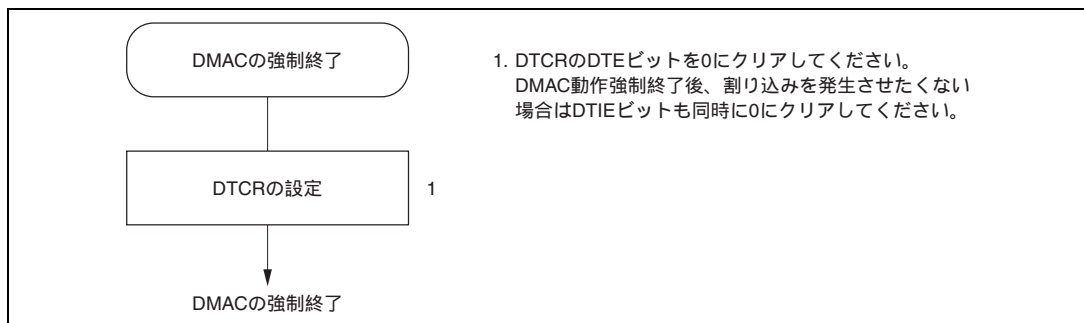 DMACの強制終了
1. DTCRのDTEビットを0にクリアしてください。
DMAC動作強制終了後、割り込みを発生させたくない
場合はDTIEビットも同時に0にクリアしてください。
DTCRの設定
1
DMACの強制終了